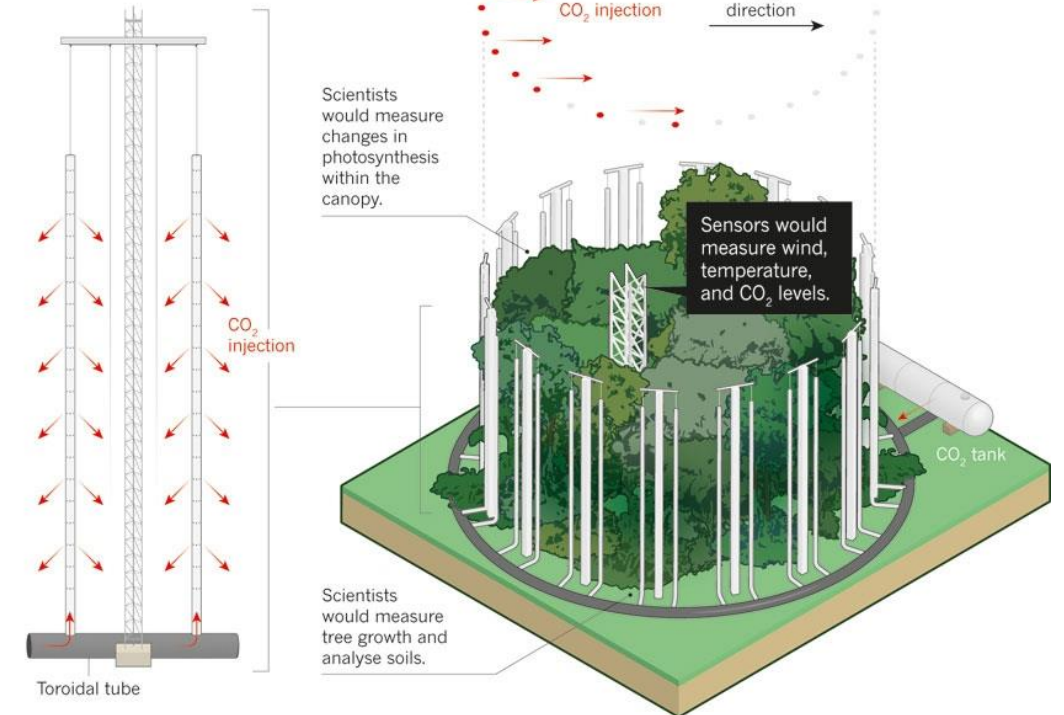 CO₂ injection
direction
Scientists
would measure
changes in
photosynthesis
within the
canopy.
Sensors would
measure wind,
temperature,
and CO₂ levels.
CO₂
injection
CO₂ tank
Scientists
would measure
tree growth and
analyse soils.
Toroidal tube